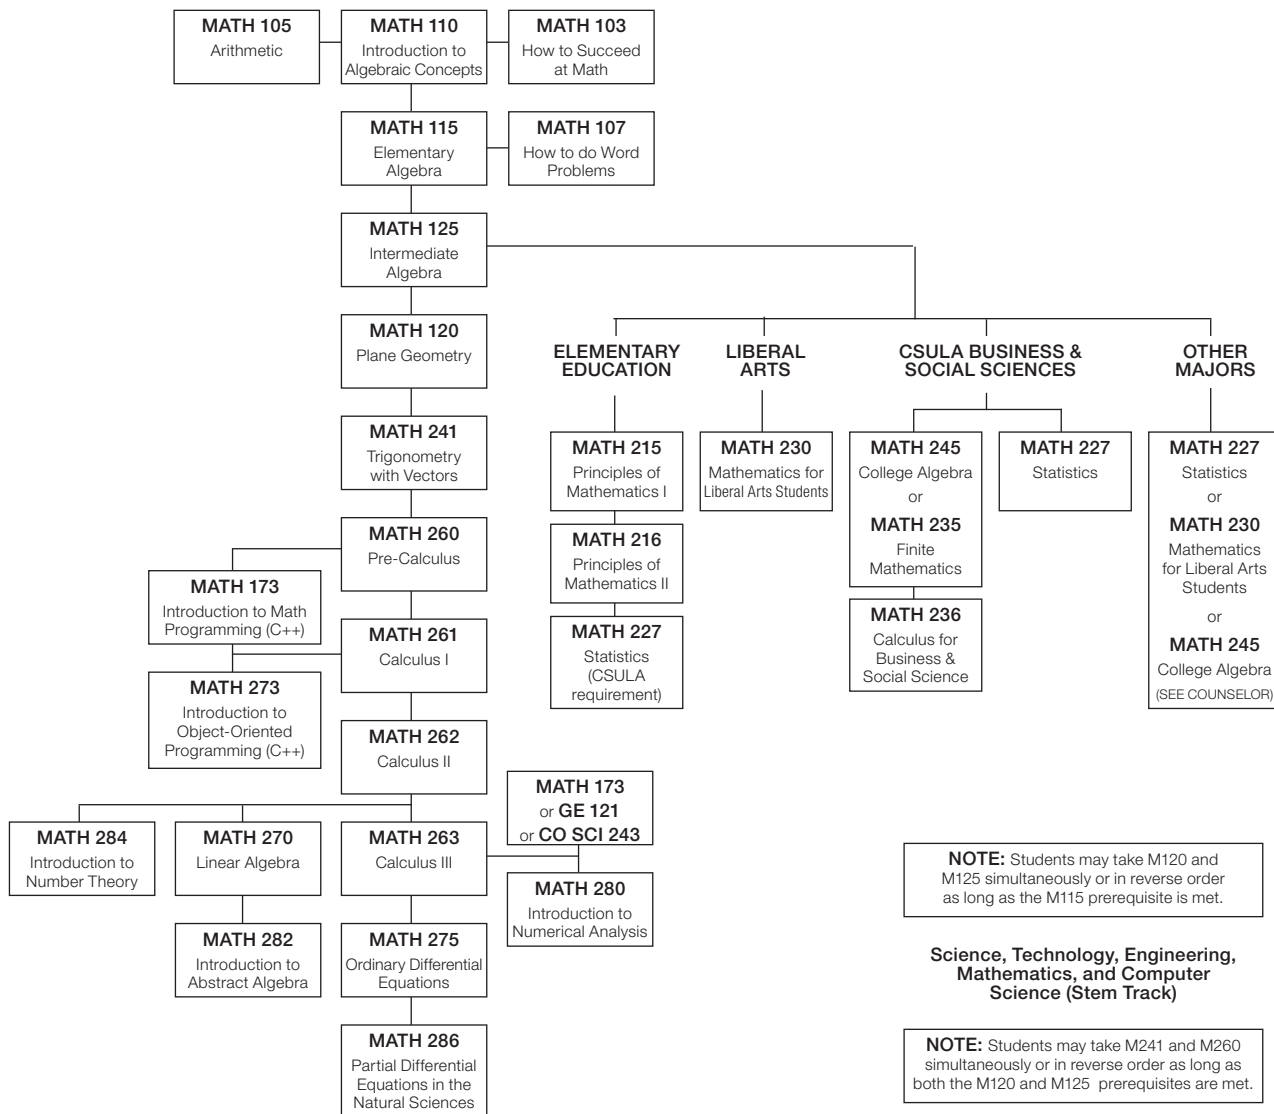 MATH 105
Arithmetic
MATH 110
Introduction to
Algebraic Concepts
MATH 103
How to Succeed
at Math
MATH 115
Elementary
Algebra
MATH 107
How to do Word
Problems
MATH 125
Intermediate
Algebra
MATH 120
Plane Geometry
MATH 241
Trigonometry
with Vectors
MATH 260
Pre-Calculus
MATH 173
Introduction to Math
Programming (C++)
MATH 261
Calculus I
MATH 273
Introduction to
Object-Oriented
Programming (C++)
MATH 262
Calculus II
MATH 173
or GE 121
or CO SCI 243
MATH 284
Introduction to
Number Theory
MATH 270
Linear Algebra
MATH 263
Calculus III
MATH 280
Introduction to
Numerical Analysis
MATH 282
Introduction to
Abstract Algebra
MATH 275
Ordinary Differential
Equations
MATH 286
Partial Differential
Equations in the
Natural Sciences
ELEMENTARY
EDUCATION
MATH 215
Principles of
Mathematics I
MATH 216
Principles of
Mathematics II
MATH 227
Statistics
(CSULA
requirement)
LIBERAL
ARTS
MATH 230
Mathematics for
Liberal Arts Students
CSULA BUSINESS &
SOCIAL SCIENCES
MATH 245
College Algebra
or
MATH 235
Finite
Mathematics
MATH 236
Calculus for
Business &
Social Science
MATH 227
Statistics
OTHER
MAJORS
MATH 227
Statistics
or
MATH 230
Mathematics
for Liberal Arts
Students
or
MATH 245
College Algebra
(SEE COUNSELOR)
NOTE: Students may take M120 and
M125 simultaneously or in reverse order
as long as the M115 prerequisite is met.
Science, Technology, Engineering,
Mathematics, and Computer
Science (Stem Track)
NOTE: Students may take M241 and M260
simultaneously or in reverse order as long as
both the M120 and M125 prerequisites are met.